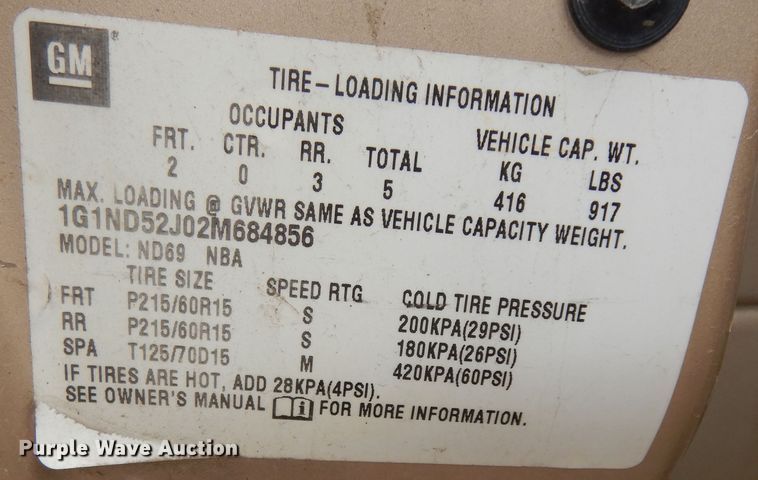 GM
TIRE-LOADING INFORMATION
OCCUPANTS VEHICLE CAP. WT.
FRT. CTR. RR. TOTAL KG LBS
2 0 3 5 416 917
MAX. LOADING @ GVWR SAME AS VEHICLE CAPACITY WEIGHT.
1G1ND52J02M684856
MODEL: ND69 NBA
TIRE SIZE SPEED RTG COLD TIRE PRESSURE
FRT P215/60R15 S 200KPA(29PSI)
RR P215/60R15 S 180KPA(26PSI)
SPA T125/70D15 M 420KPA(60PSI)
IF TIRES ARE HOT, ADD 28KPA(4PSI).
SEE OWNER'S MANUAL FOR MORE INFORMATION.
Purple Wave Auction